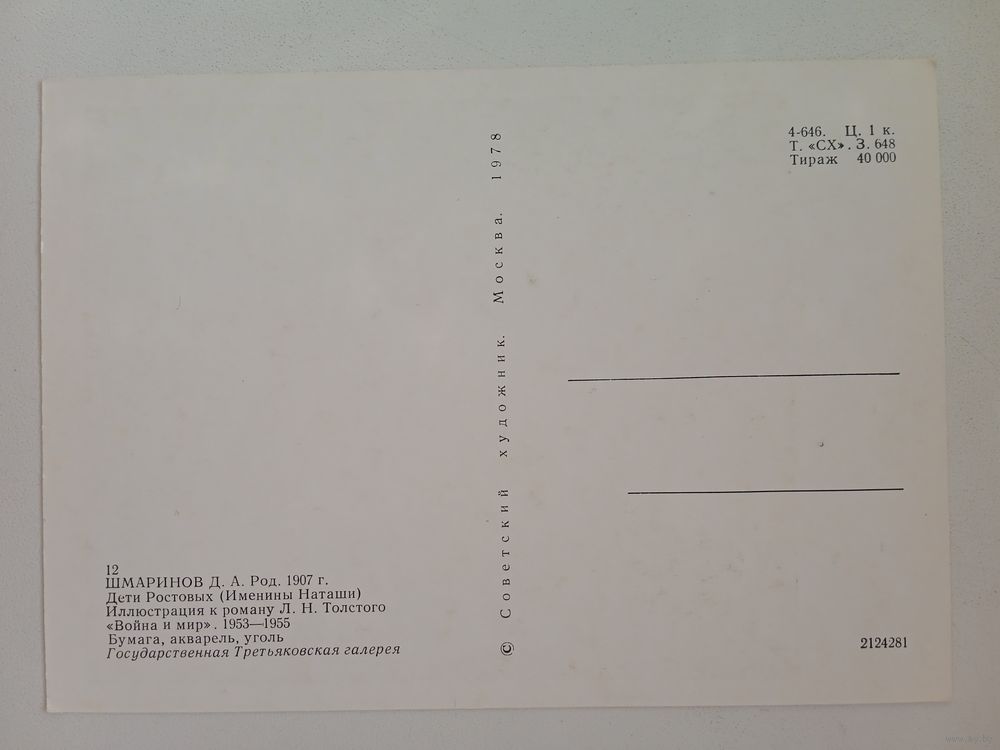 4-646. Ц. 1 к.
Т. «СХ». З. 648
Тираж 40 000
© Советский художник. Москва. 1978
12
ШМАРИНОВ Д. А. Род. 1907 г.
Дети Ростовых (Именины Наташи)
Иллюстрация к роману Л. Н. Толстого
«Война и мир». 1953—1955
Бумага, акварель, уголь
Государственная Третьяковская галерея
2124281